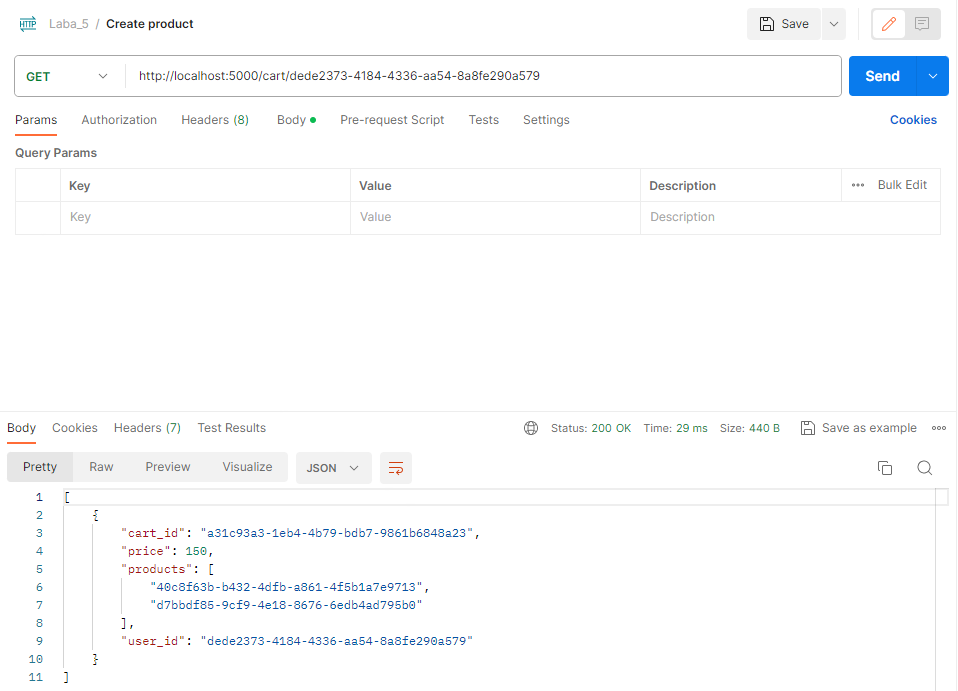 HTTP Laba_5 / Create product Save
GET http://localhost:5000/cart/dede2373-4184-4336-aa54-8a8fe290a579 Send
Params Authorization Headers (8) Body Pre-request Script Tests Settings Cookies
Query Params
Key Value Description ••• Bulk Edit
Key Value Description
Body Cookies Headers (7) Test Results Status: 200 OK Time: 29 ms Size: 440 B Save as example •••
Pretty Raw Preview Visualize JSON
1 [
2 {
3 "cart_id": "a31c93a3-1eb4-4b79-bdb7-9861b6848a23",
4 "price": 150,
5 "products": [
6 "40c8f63b-b432-4dfb-a861-4f5b1a7e9713",
7 "d7bbdf85-9cf9-4e18-8676-6edb4ad795b0"
8 ],
9 "user_id": "dede2373-4184-4336-aa54-8a8fe290a579"
10 }
11 ]